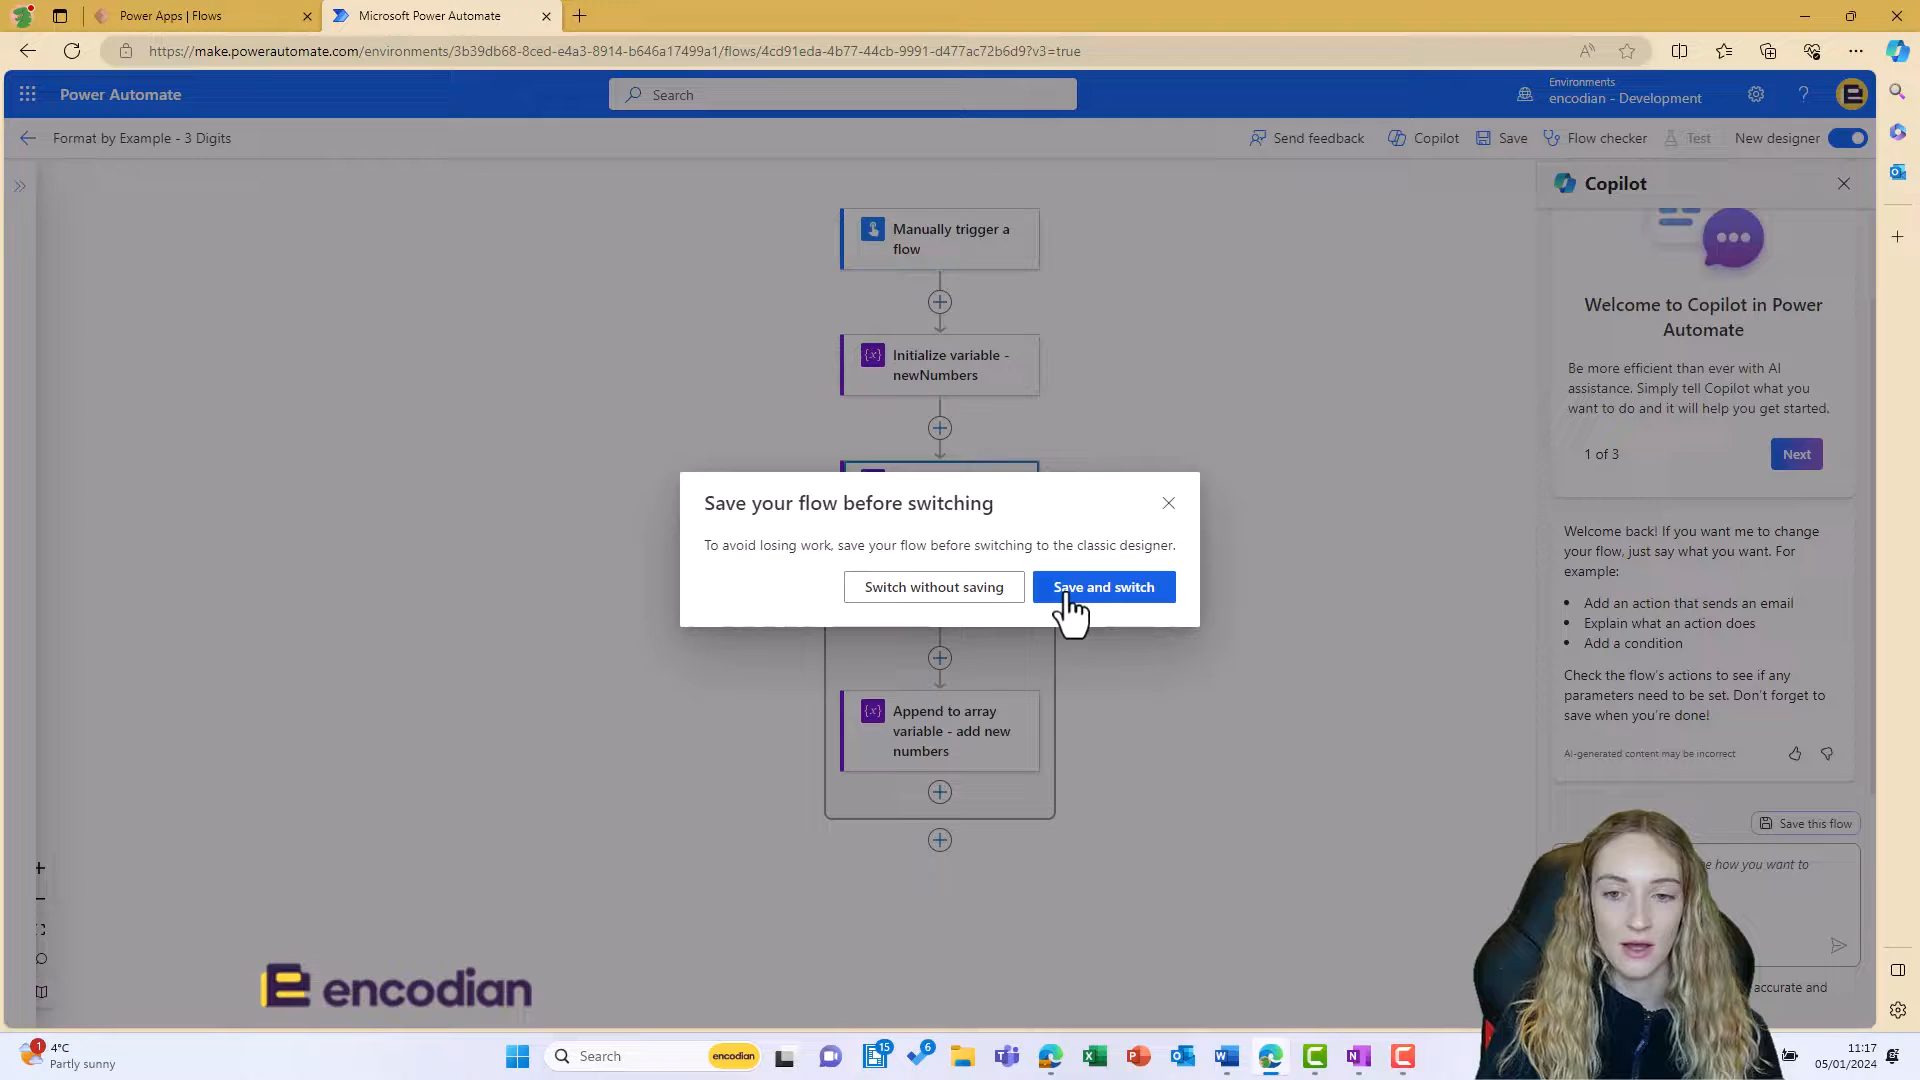 Power Apps | Flows
Microsoft Power Automate
https://make.powerautomate.com/environments/3b39db68-8ced-e4a3-8914-b646a17499a1/flows/4cd91eda-4b77-44cb-9991-d477ac72b6d9?v3=true
Power Automate
Search
Environments
encodian - Development
Format by Example - 3 Digits
Send feedback
Copilot
Save
Flow checker
Test
New designer
Copilot
Manually trigger a
flow
Initialize variable -
newNumbers
Welcome to Copilot in Power
Automate
Be more efficient than ever with AI
assistance. Simply tell Copilot what you
want to do and it will help you get started.
1 of 3
Next
Save your flow before switching
To avoid losing work, save your flow before switching to the classic designer.
Switch without saving
Save and switch
Welcome back! If you want me to change
your flow, just say what you want. For
example:
• Add an action that sends an email
• Explain what an action does
• Add a condition
Check the flow's actions to see if any
parameters need to be set. Don't forget to
save when you're done!
AI-generated content may be incorrect
Append to array
variable - add new
numbers
Save this flow
how you want to
accurate and
encodian
1
4°C
Partly sunny
Search
encodian
15
6
11:17
05/01/2024